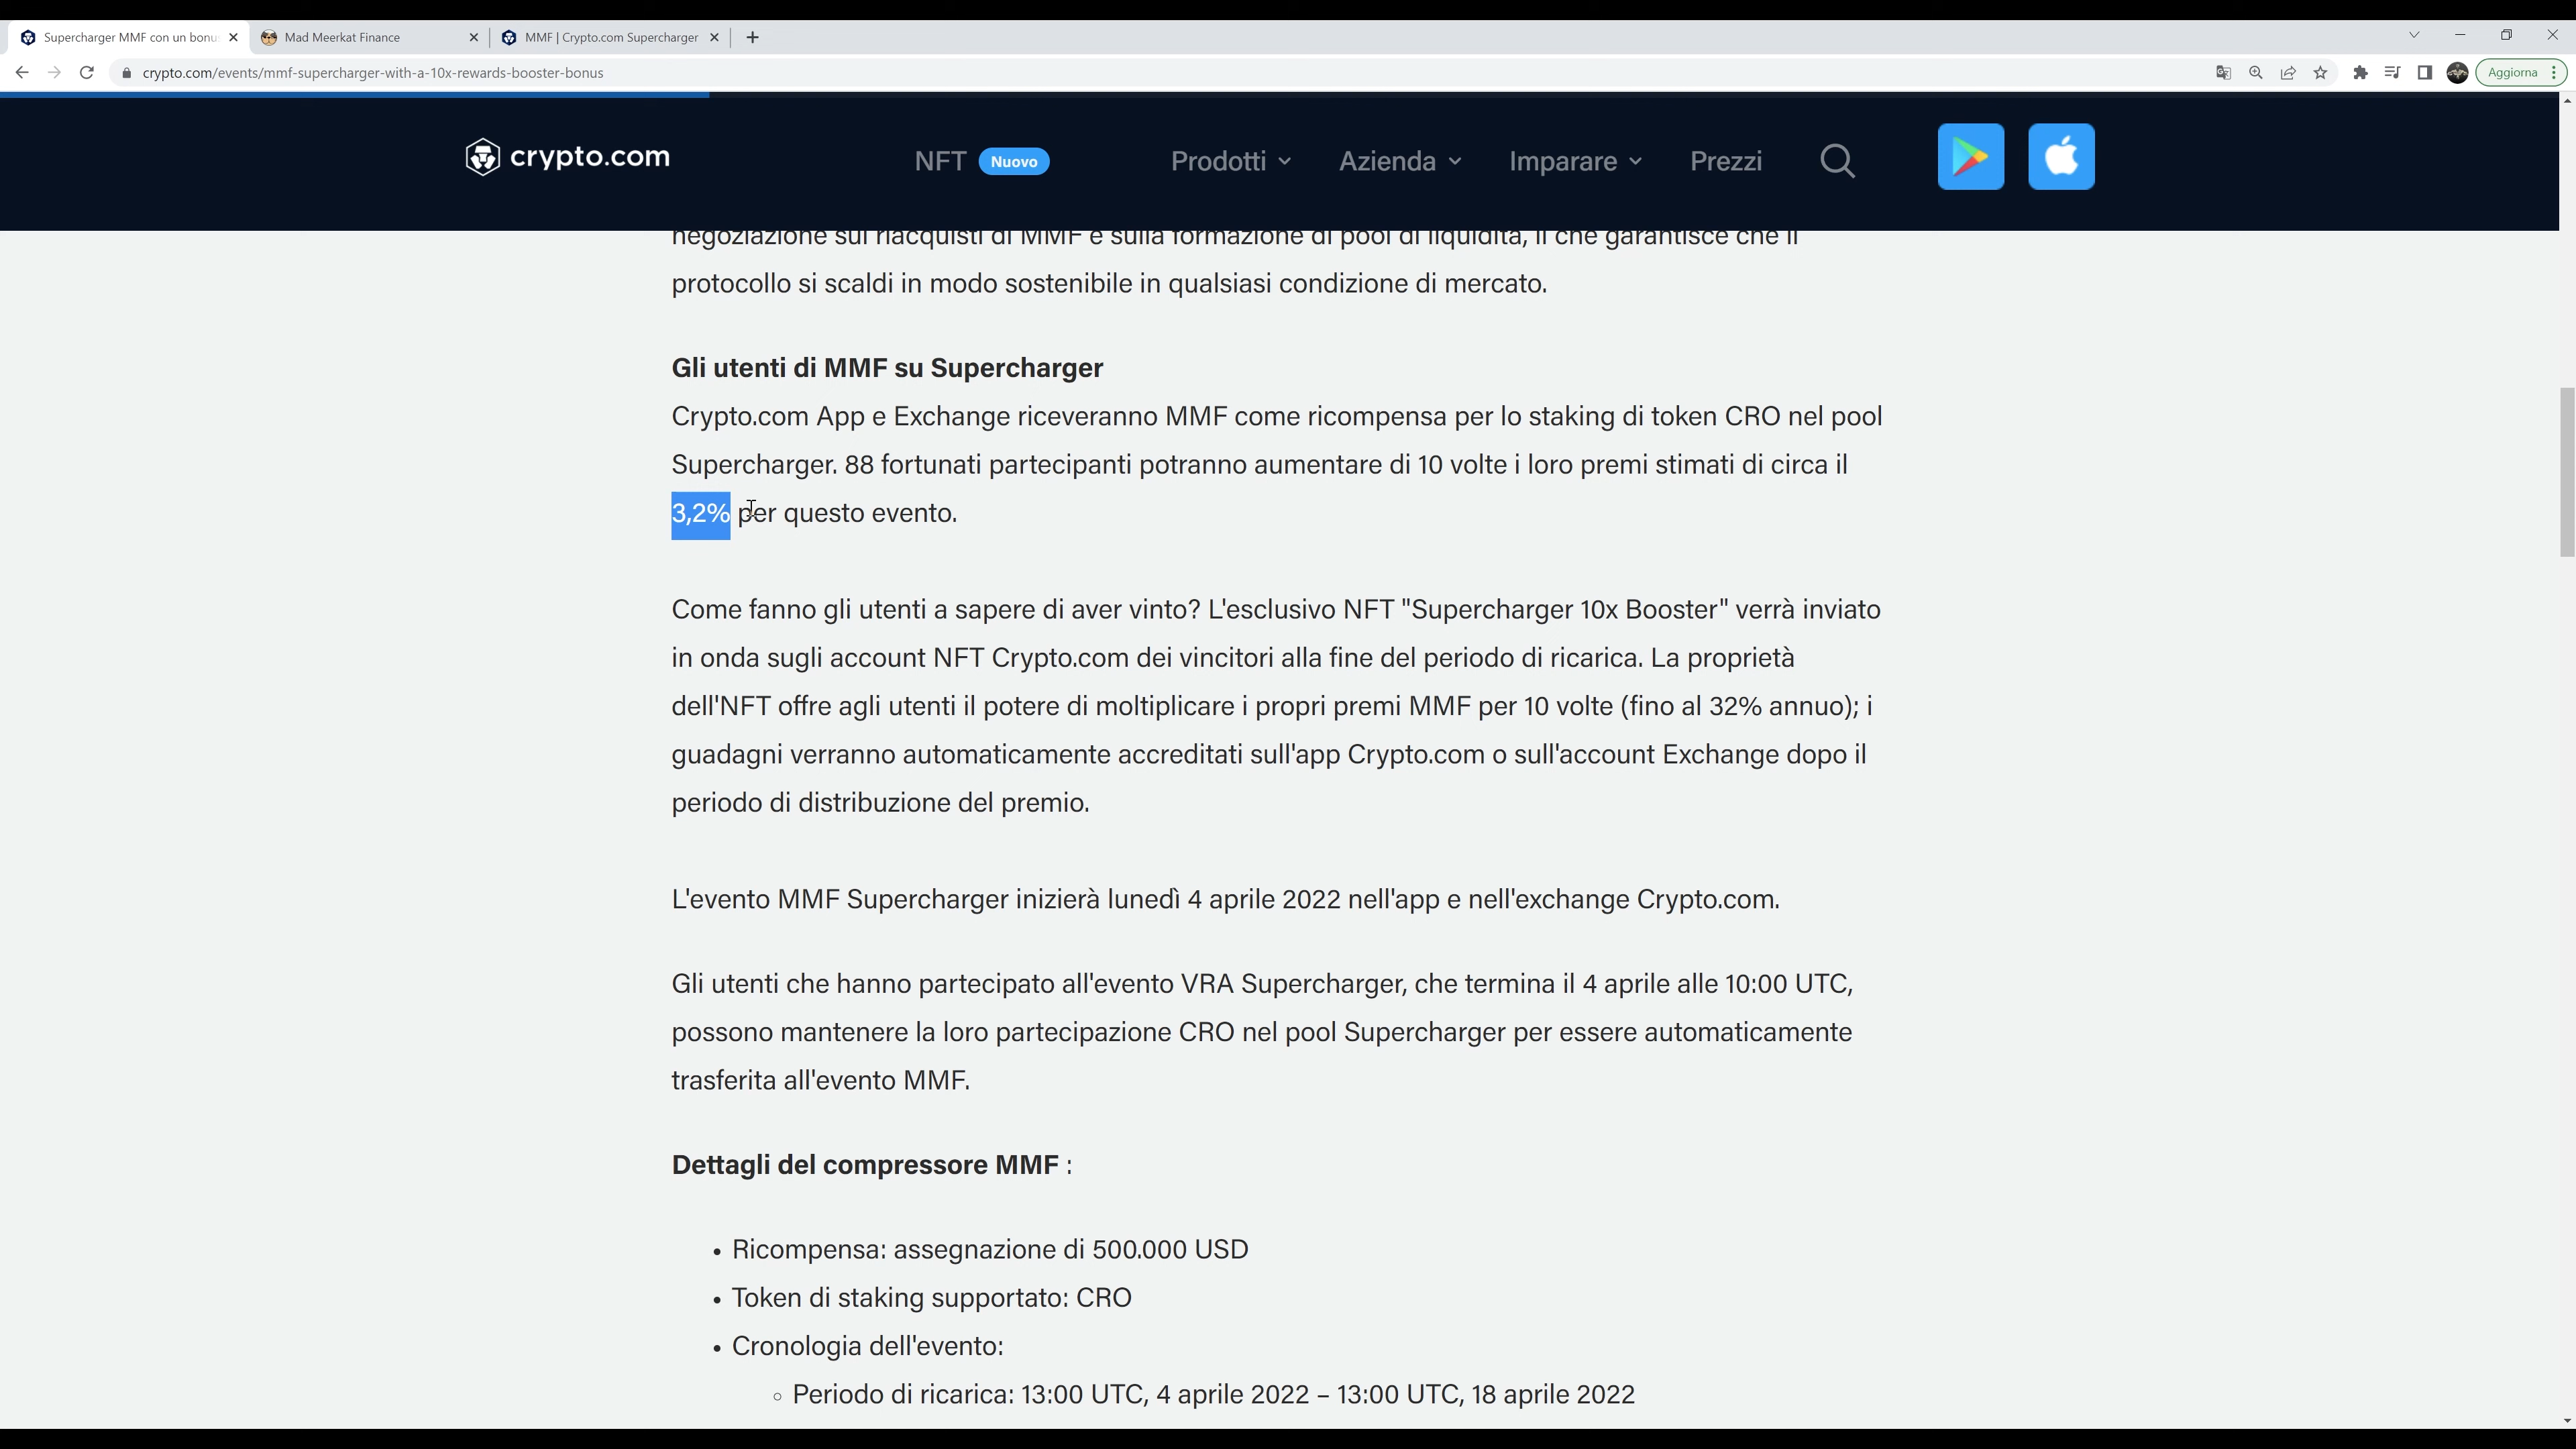 Supercharger MMF con un bonu
Mad Meerkat Finance
MMF | Crypto.com Supercharger
crypto.com/events/mmf-supercharger-with-a-10x-rewards-booster-bonus
Aggiorna
crypto.com
NFT Nuovo Prodotti Azienda Imparare Prezzi
negoziazione sui riacquisti di MMF e sulla formazione di pool di liquidità, il che garantisce che il
protocollo si scaldi in modo sostenibile in qualsiasi condizione di mercato.
Gli utenti di MMF su Supercharger
Crypto.com App e Exchange riceveranno MMF come ricompensa per lo staking di token CRO nel pool
Supercharger. 88 fortunati partecipanti potranno aumentare di 10 volte i loro premi stimati di circa il
3,2% per questo evento.
Come fanno gli utenti a sapere di aver vinto? L'esclusivo NFT "Supercharger 10x Booster" verrà inviato
in onda sugli account NFT Crypto.com dei vincitori alla fine del periodo di ricarica. La proprietà
dell'NFT offre agli utenti il potere di moltiplicare i propri premi MMF per 10 volte (fino al 32% annuo); i
guadagni verranno automaticamente accreditati sull'app Crypto.com o sull'account Exchange dopo il
periodo di distribuzione del premio.
L'evento MMF Supercharger inizierà lunedì 4 aprile 2022 nell'app e nell'exchange Crypto.com.
Gli utenti che hanno partecipato all'evento VRA Supercharger, che termina il 4 aprile alle 10:00 UTC,
possono mantenere la loro partecipazione CRO nel pool Supercharger per essere automaticamente
trasferita all'evento MMF.
Dettagli del compressore MMF :
• Ricompensa: assegnazione di 500.000 USD
• Token di staking supportato: CRO
• Cronologia dell'evento:
○ Periodo di ricarica: 13:00 UTC, 4 aprile 2022 – 13:00 UTC, 18 aprile 2022